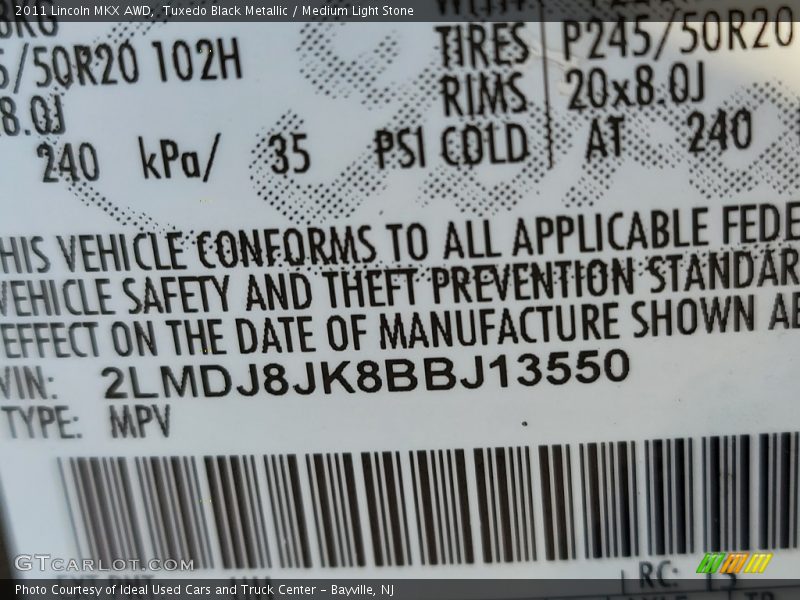 2011 Lincoln MKX AWD, Tuxedo Black Metallic / Medium Light Stone
TIRES P245/50R20
/50R20 102H
RIMS 20x8.0J
8.0J
240 kPa/ 35 PSI COLD AT 240
HIS VEHICLE CONFORMS TO ALL APPLICABLE FEDE
VEHICLE SAFETY AND THEFT PREVENTION STANDAR
EFFECT ON THE DATE OF MANUFACTURE SHOWN AB
VIN: 2LMDJ8JK8BBJ13550
TYPE: MPV
GTCARLOT.COM
RC: 15
Photo Courtesy of Ideal Used Cars and Truck Center – Bayville, NJ